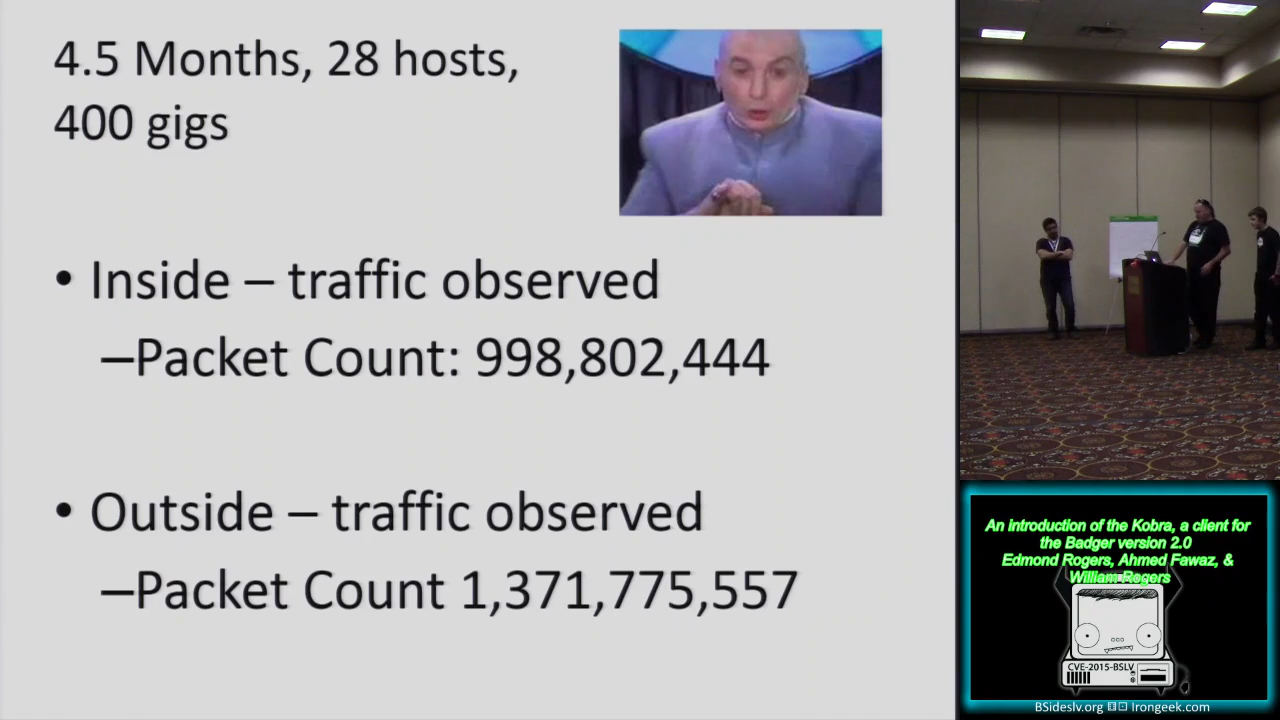 4.5 Months, 28 hosts,
400 gigs
• Inside – traffic observed
–Packet Count: 998,802,444
• Outside – traffic observed
–Packet Count 1,371,775,557
An introduction of the Kobra, a client for
the Badger version 2.0
Edmond Rogers, Ahmed Fawaz, &
William Rogers
CVE-2015-BSLV
BSideslv.org Irongeek.com